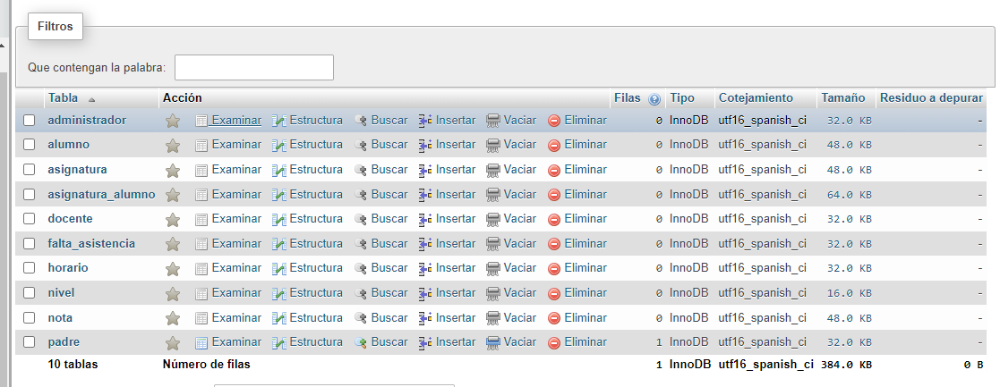 Filtros
Que contengan la palabra:
Tabla Acción Filas Tipo Cotejamiento Tamaño Residuo a depurar
administrador Examinar Estructura Buscar Insertar Vaciar Eliminar 0 InnoDB utf16_spanish_ci 32.0 KB -
alumno Examinar Estructura Buscar Insertar Vaciar Eliminar 0 InnoDB utf16_spanish_ci 48.0 KB -
asignatura Examinar Estructura Buscar Insertar Vaciar Eliminar 0 InnoDB utf16_spanish_ci 48.0 KB -
asignatura_alumno Examinar Estructura Buscar Insertar Vaciar Eliminar 0 InnoDB utf16_spanish_ci 64.0 KB -
docente Examinar Estructura Buscar Insertar Vaciar Eliminar 0 InnoDB utf16_spanish_ci 32.0 KB -
falta_asistencia Examinar Estructura Buscar Insertar Vaciar Eliminar 0 InnoDB utf16_spanish_ci 32.0 KB -
horario Examinar Estructura Buscar Insertar Vaciar Eliminar 0 InnoDB utf16_spanish_ci 32.0 KB -
nivel Examinar Estructura Buscar Insertar Vaciar Eliminar 0 InnoDB utf16_spanish_ci 16.0 KB -
nota Examinar Estructura Buscar Insertar Vaciar Eliminar 0 InnoDB utf16_spanish_ci 48.0 KB -
padre Examinar Estructura Buscar Insertar Vaciar Eliminar 1 InnoDB utf16_spanish_ci 32.0 KB -
10 tablas Número de filas 1 InnoDB utf16_spanish_ci 384.0 KB 0 B